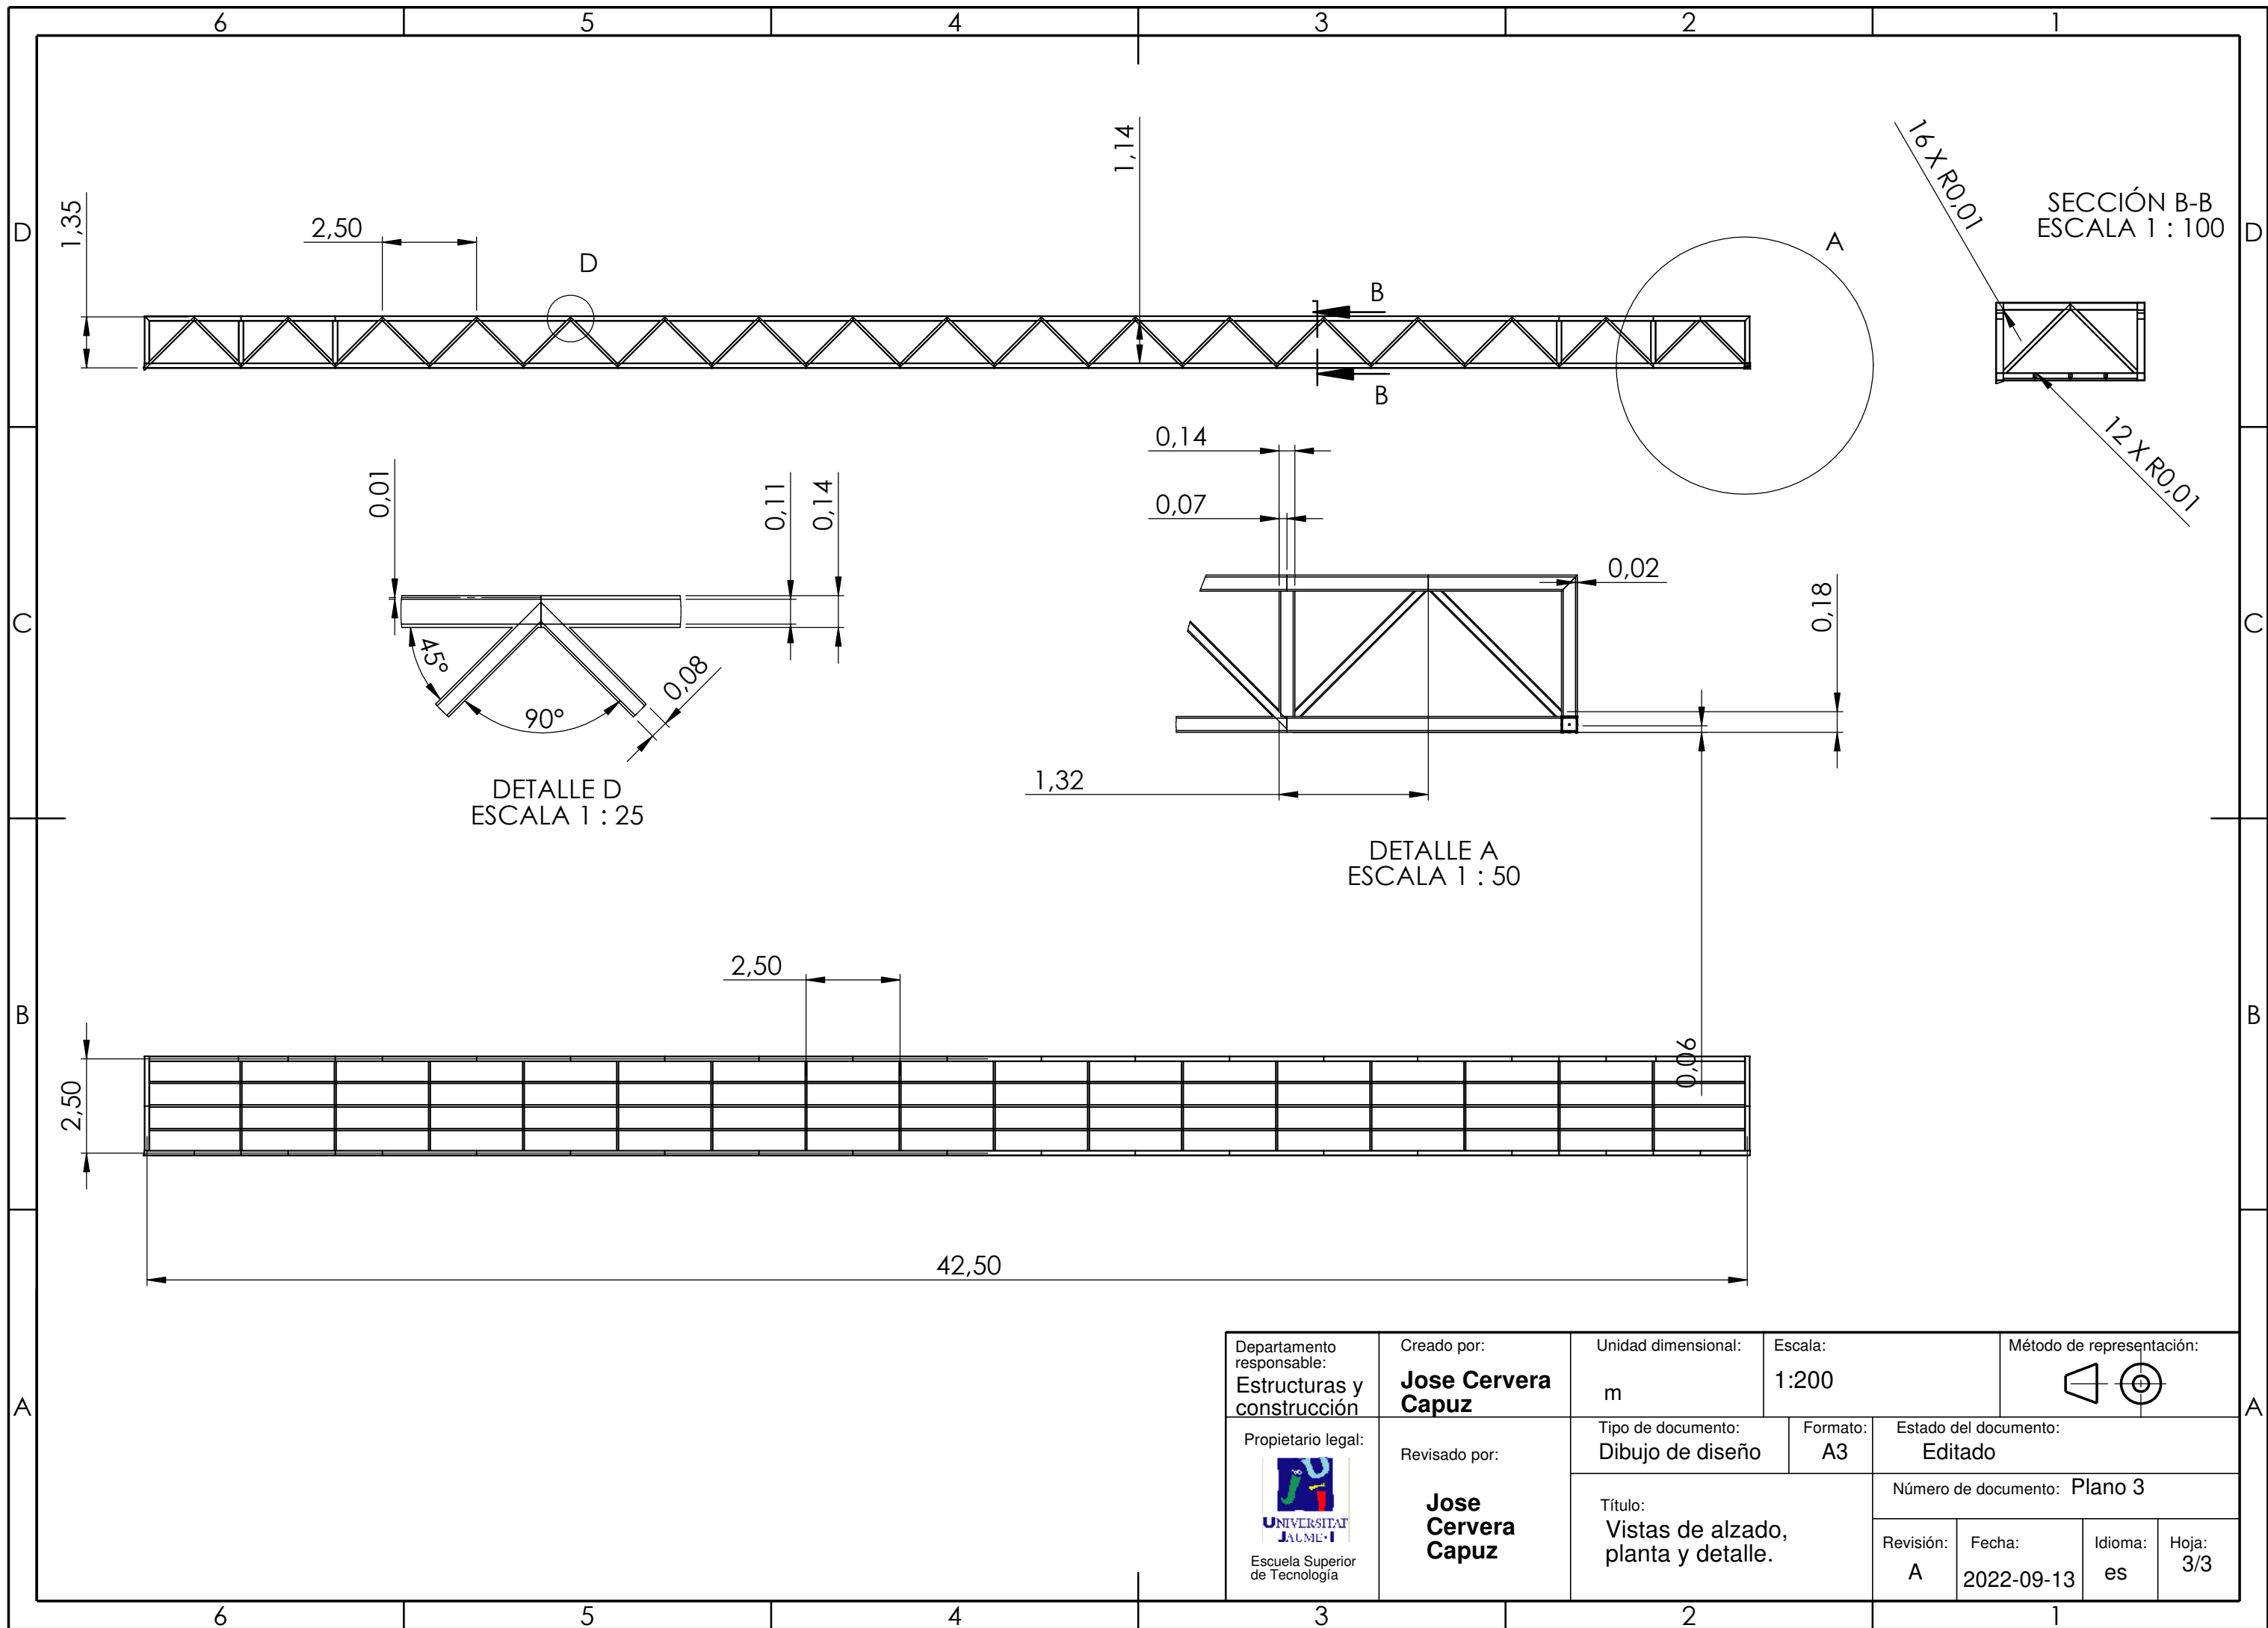 6 5 4 3 2 1
D
1,35
2,50
D
1,14
B
B
A
16 X R0,01
SECCIÓN B-B
ESCALA 1 : 100
D
12 X R0,01
C
0,01
0,11
0,14
45°
90°
0,08
DETALLE D
ESCALA 1 : 25
0,14
0,07
0,02
0,18
1,32
0,06
DETALLE A
ESCALA 1 : 50
C
B
2,50
2,50
42,50
B
A
A
Departamento
responsable:
Estructuras y
construcción
Creado por:
Jose Cervera
Capuz
Unidad dimensional:
m
Escala:
1:200
Método de representación:
Propietario legal:
UNIVERSITAT
JAUME·I
Escuela Superior
de Tecnología
Revisado por:
Jose
Cervera
Capuz
Tipo de documento:
Dibujo de diseño
Formato:
A3
Estado del documento:
Editado
Título:
Vistas de alzado,
planta y detalle.
Número de documento: Plano 3
Revisión:
A
Fecha:
2022-09-13
Idioma:
es
Hoja:
3/3
6 5 4 3 2 1